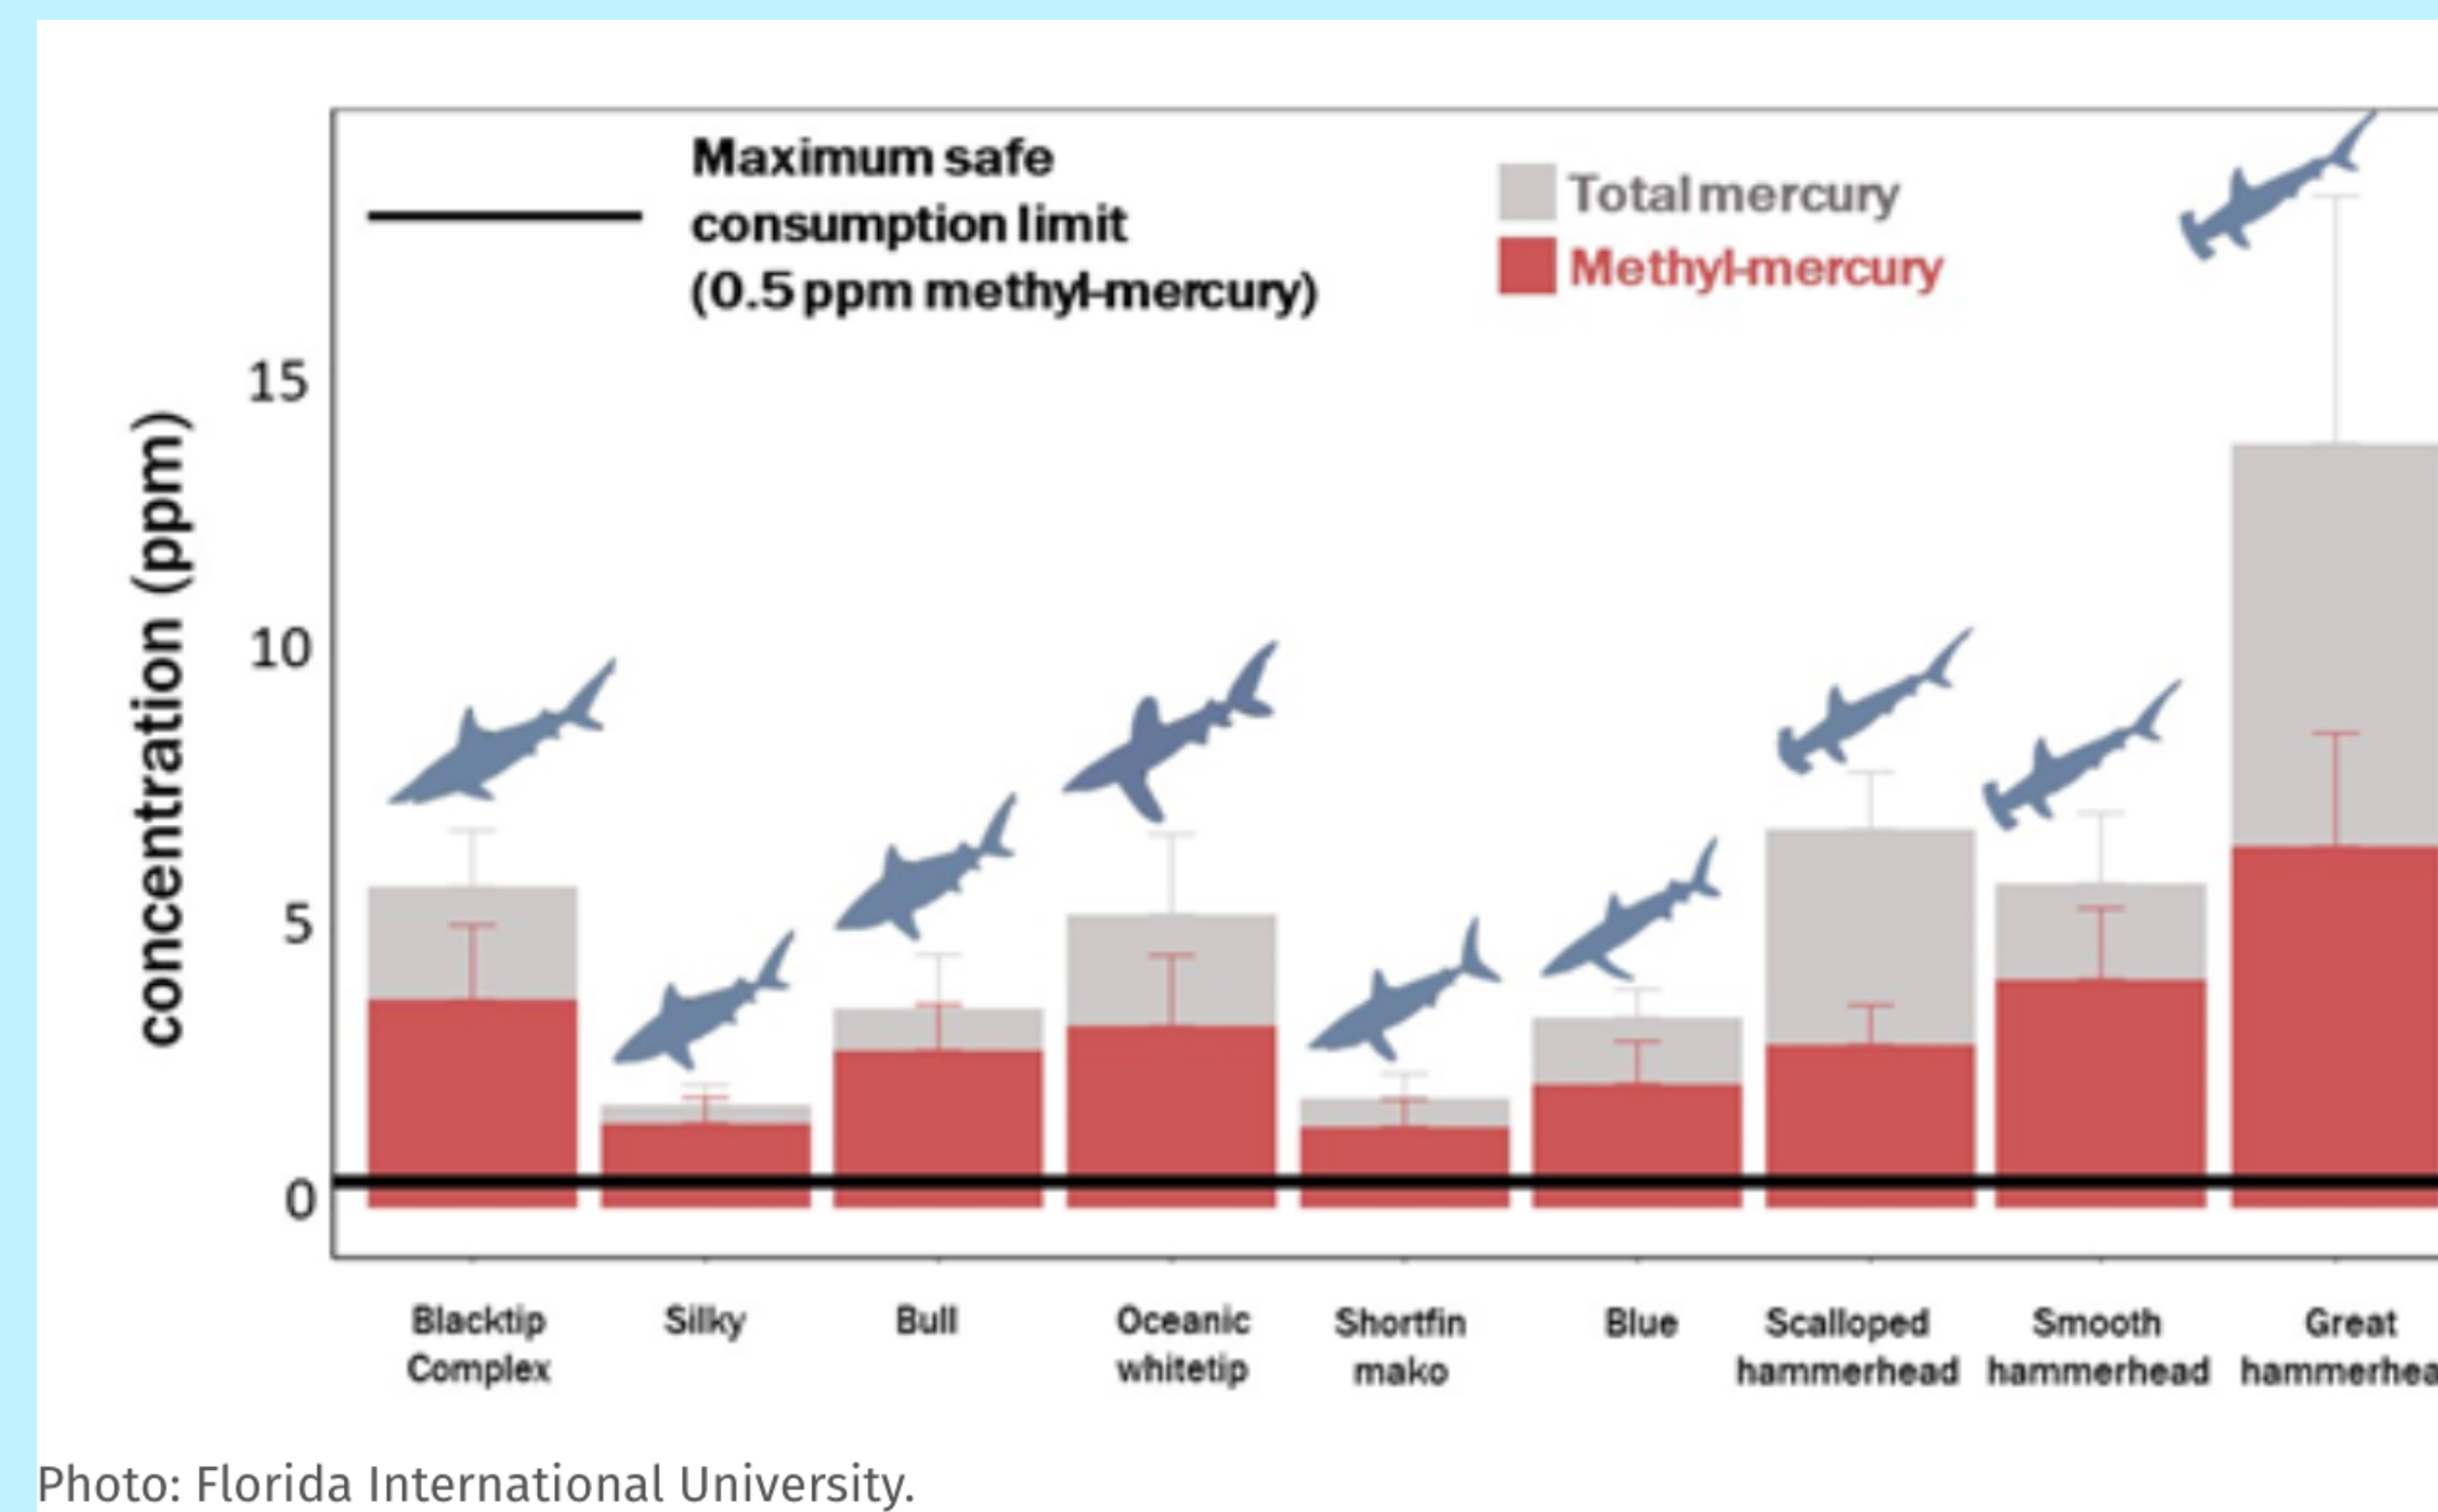 Maximum safe
consumption limit
(0.5 ppm methyl-mercury)
Total mercury
Methyl-mercury
concentration (ppm)
15
10
5
0
Blacktip
Complex
Silky
Bull
Oceanic
whitetip
Shortfin
mako
Blue
Scalloped
hammerhead
Smooth
hammerhead
Great
hammerhea
Photo: Florida International University.